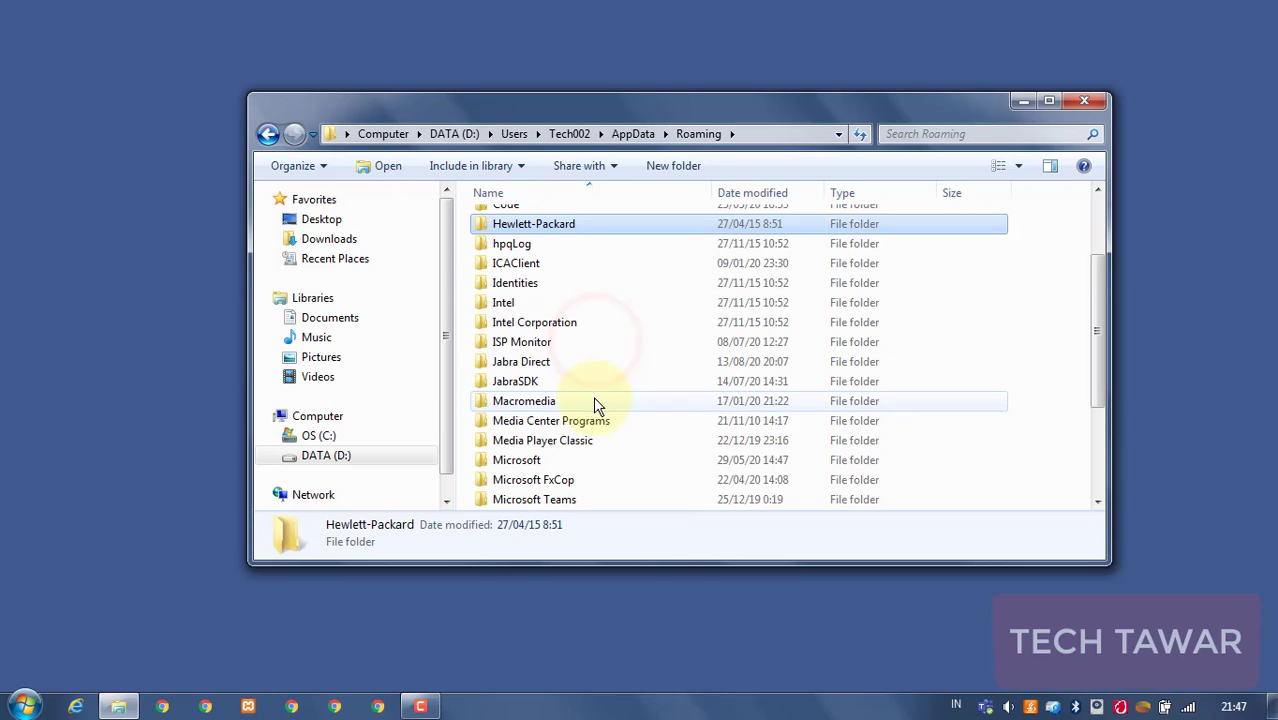 Computer DATA (D:) Users Tech002 AppData Roaming Search Roaming
Organize Open Include in library Share with New folder
Name Date modified Type Size
Favorites
Desktop
Downloads
Recent Places
Libraries
Documents
Music
Pictures
Videos
Computer
OS (C:)
DATA (D:)
Network
Code 25/05/20 16:55 File folder
Hewlett-Packard 27/04/15 8:51 File folder
hpqLog 27/11/15 10:52 File folder
ICAClient 09/01/20 23:30 File folder
Identities 27/11/15 10:52 File folder
Intel 27/11/15 10:52 File folder
Intel Corporation 27/11/15 10:52 File folder
ISP Monitor 08/07/20 12:27 File folder
Jabra Direct 13/08/20 20:07 File folder
JabraSDK 14/07/20 14:31 File folder
Macromedia 17/01/20 21:22 File folder
Media Center Programs 21/11/10 14:17 File folder
Media Player Classic 22/12/19 23:16 File folder
Microsoft 29/05/20 14:47 File folder
Microsoft FxCop 22/04/20 14:08 File folder
Microsoft Teams 25/12/19 0:19 File folder
Hewlett-Packard Date modified: 27/04/15 8:51
File folder
TECH TAWAR
IN 21:47